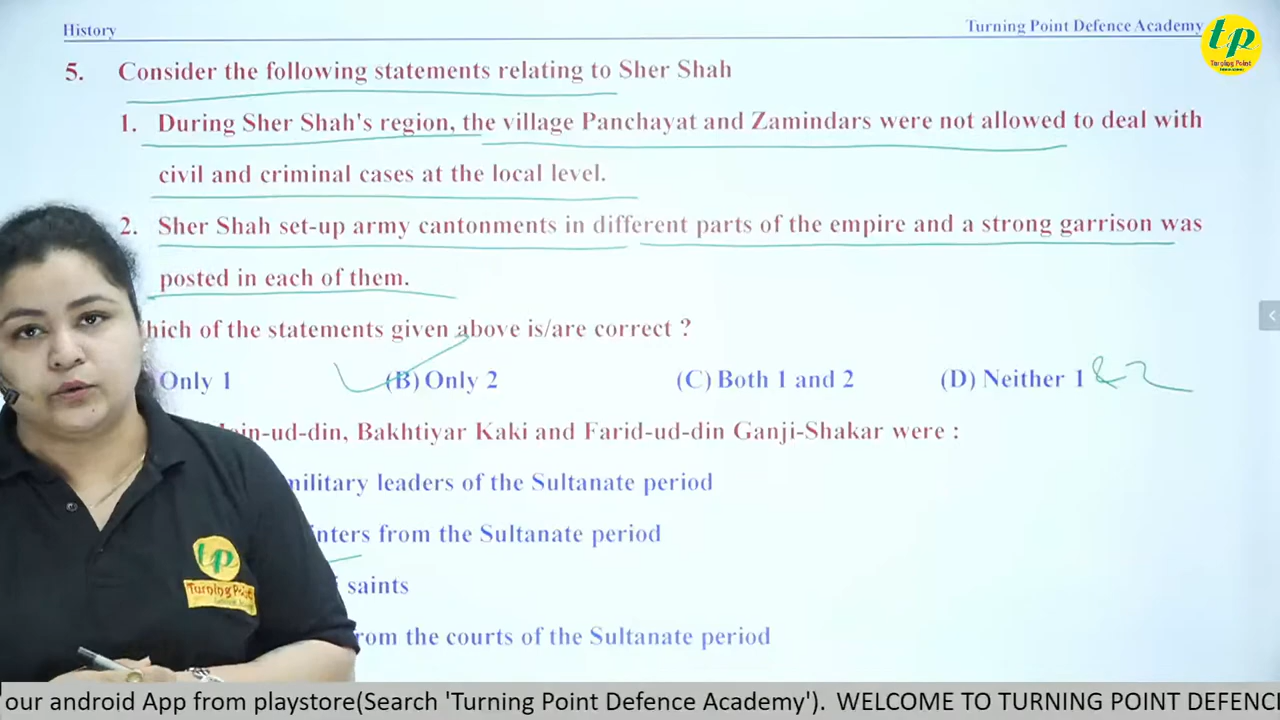 History
Turning Point Defence Academy
tp
Turning Point
5. Consider the following statements relating to Sher Shah
1. During Sher Shah's region, the village Panchayat and Zamindars were not allowed to deal with
civil and criminal cases at the local level.
2. Sher Shah set-up army cantonments in different parts of the empire and a strong garrison was
posted in each of them.
hich of the statements given above is/are correct ?
Only 1 (B) Only 2 (C) Both 1 and 2 (D) Neither 1 & 2
in-ud-din, Bakhtiyar Kaki and Farid-ud-din Ganji-Shakar were :
military leaders of the Sultanate period
inters from the Sultanate period
saints
rom the courts of the Sultanate period
tp
Turning Point
our android App from playstore(Search 'Turning Point Defence Academy'). WELCOME TO TURNING POINT DEFENC